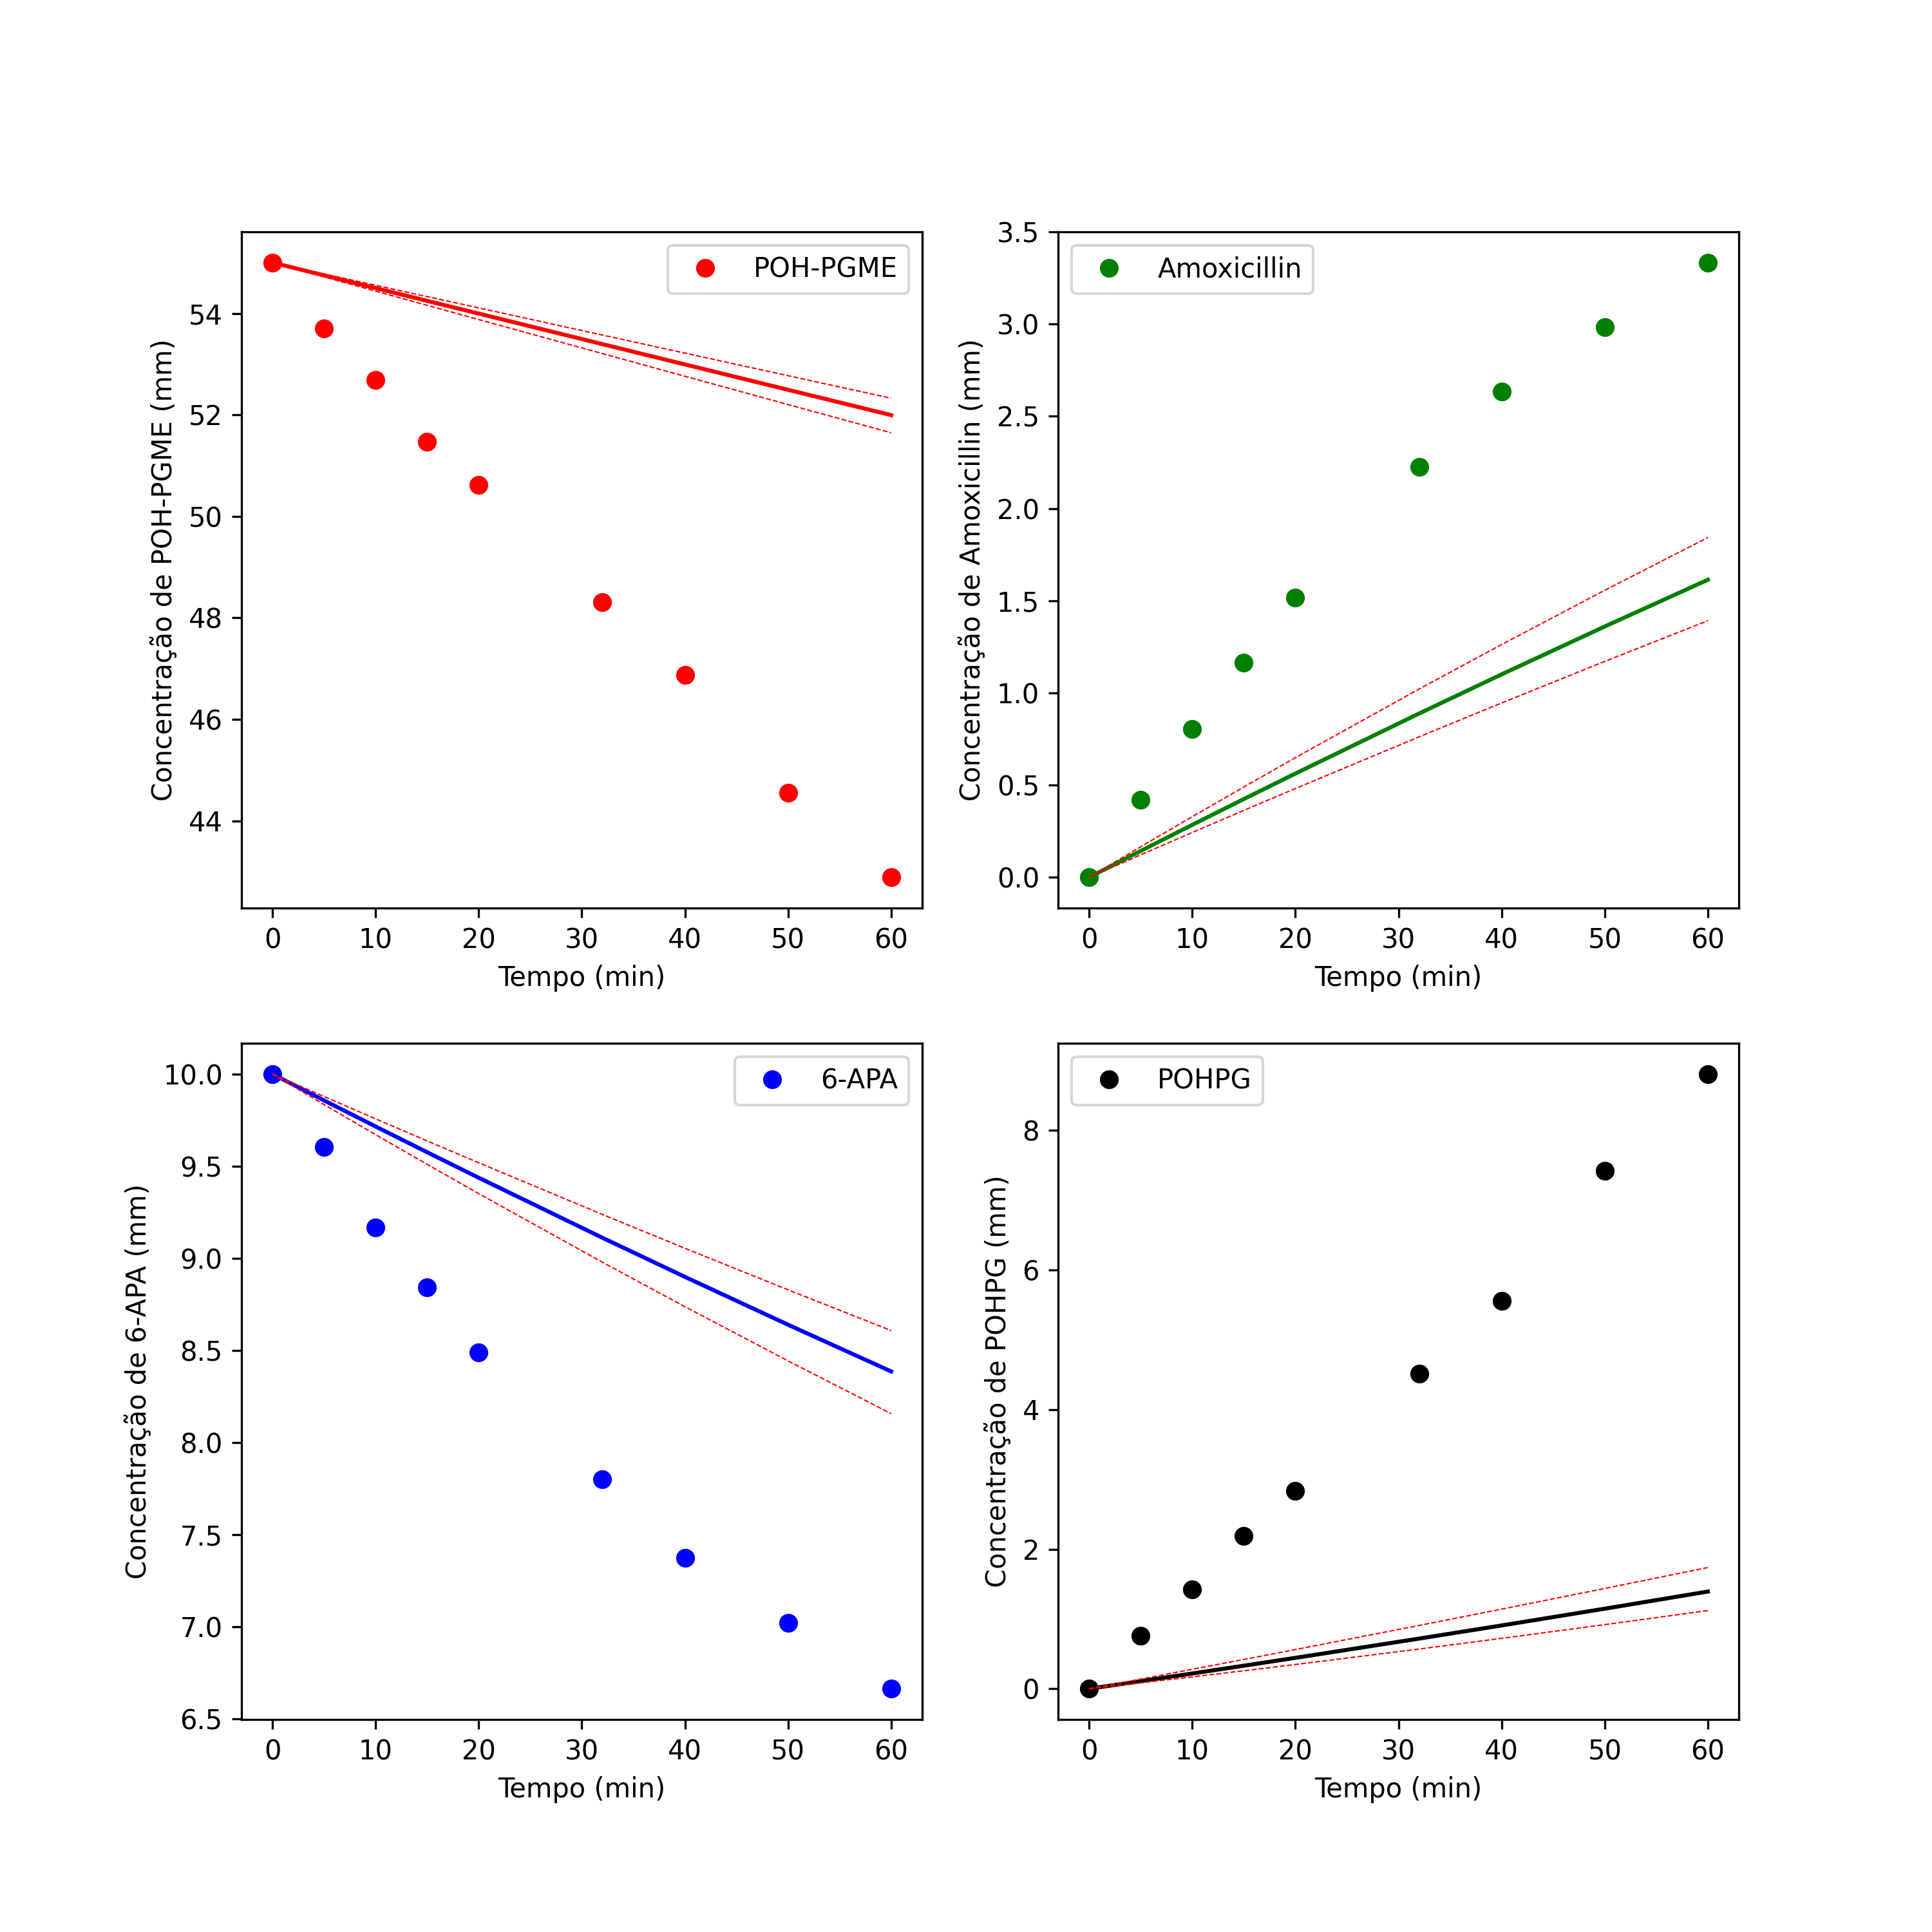 POH-PGME
Concentração de POH-PGME (mm)
54
52
50
48
46
44
0 10 20 30 40 50 60
Tempo (min)
Amoxicillin
Concentração de Amoxicillin (mm)
3.5
3.0
2.5
2.0
1.5
1.0
0.5
0.0
0 10 20 30 40 50 60
Tempo (min)
6-APA
Concentração de 6-APA (mm)
10.0
9.5
9.0
8.5
8.0
7.5
7.0
6.5
0 10 20 30 40 50 60
Tempo (min)
POHPG
Concentração de POHPG (mm)
8
6
4
2
0
0 10 20 30 40 50 60
Tempo (min)